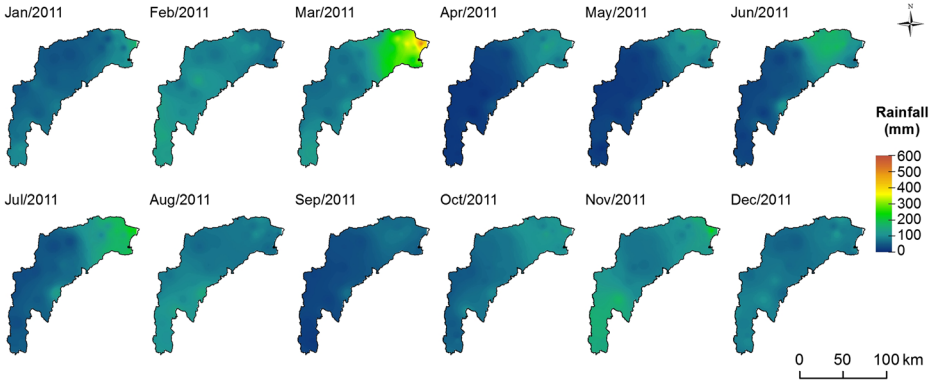 Jan/2011
Feb/2011
Mar/2011
Apr/2011
May/2011
Jun/2011
N
Rainfall
(mm)
600
500
400
300
200
100
0
Jul/2011
Aug/2011
Sep/2011
Oct/2011
Nov/2011
Dec/2011
0 50 100 km